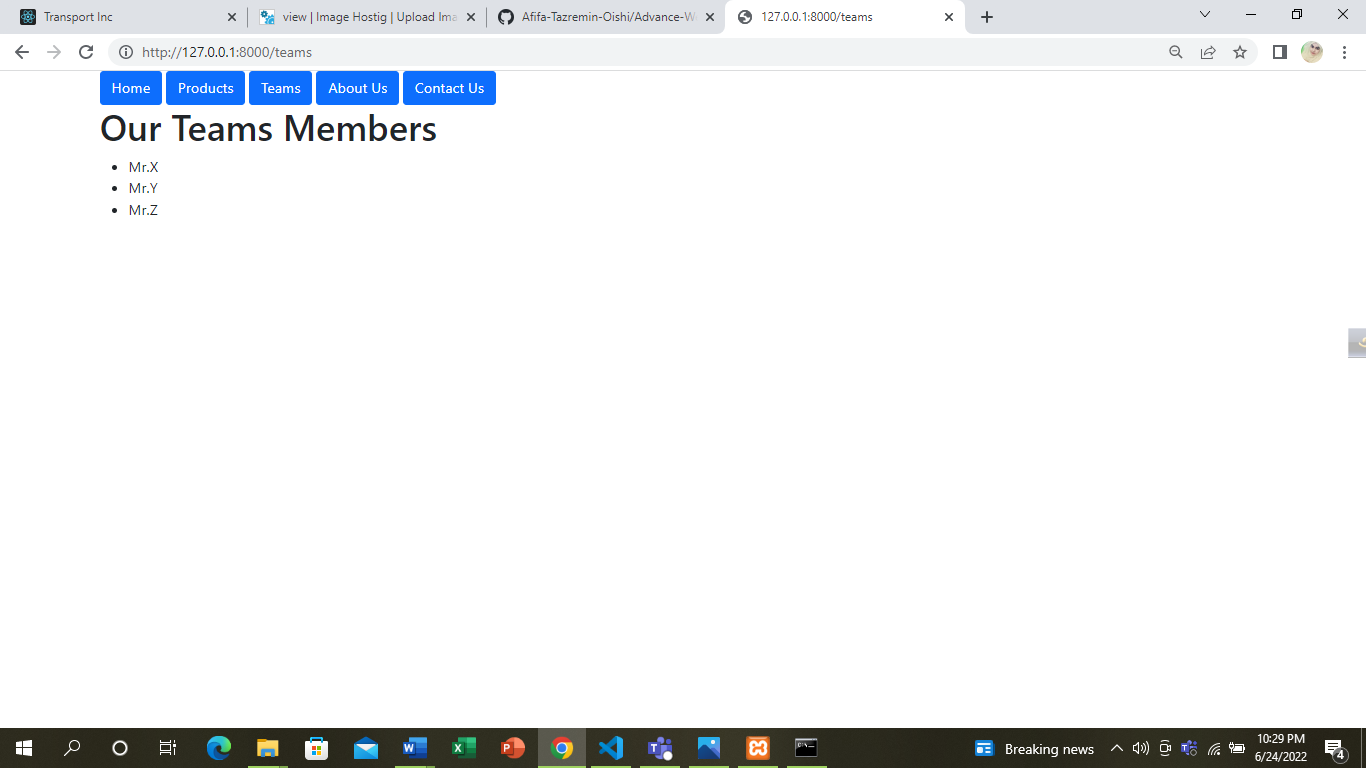 Transport Inc
view | Image Hostig | Upload Ima
Afifa-Tazremin-Oishi/Advance-We
127.0.0.1:8000/teams
http://127.0.0.1:8000/teams
Home Products Teams About Us Contact Us
Our Teams Members
Mr.X
Mr.Y
Mr.Z
Breaking news
10:29 PM
6/24/2022
4